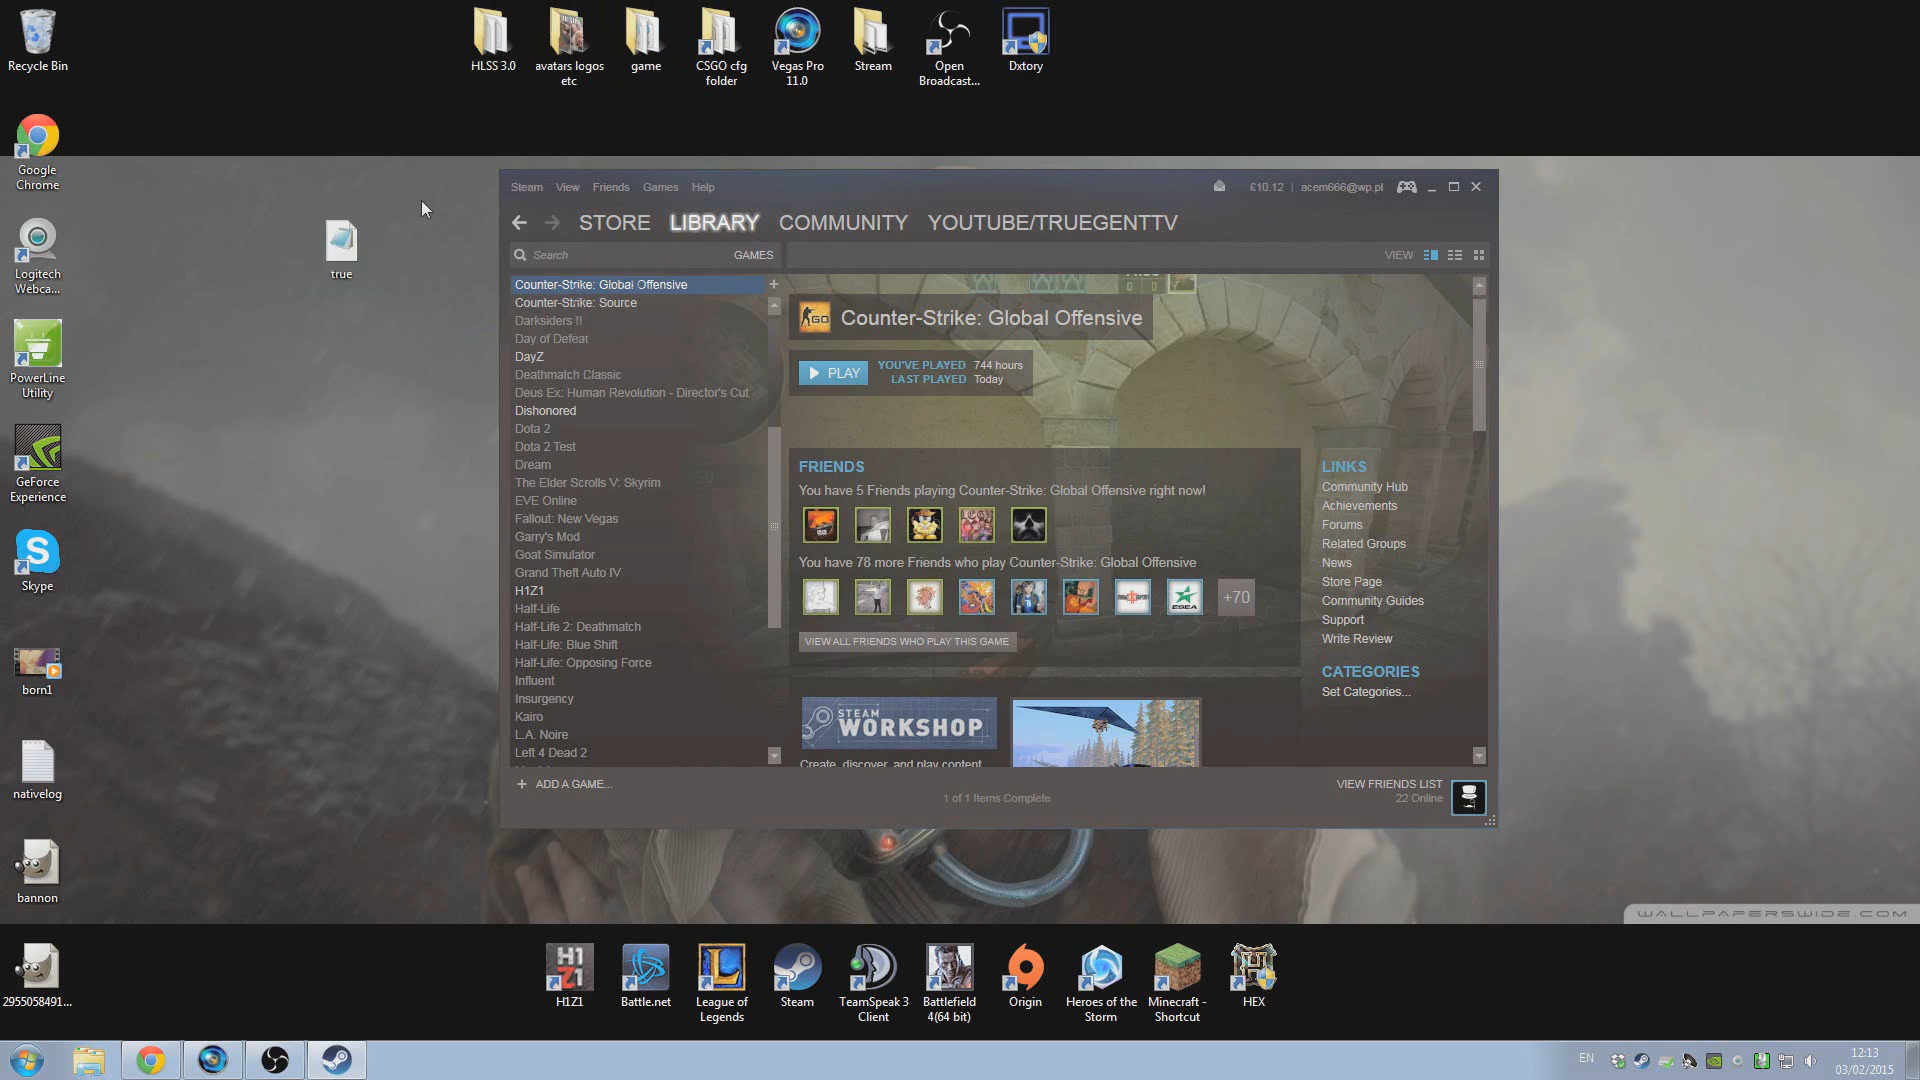 Recycle Bin
HLSS 3.0
avatars logos
etc
game
CSGO cfg
folder
Vegas Pro
11.0
Stream
Open
Broadcast...
Dxtory
Google
Chrome
Logitech
Webca...
PowerLine
Utility
GeForce
Experience
Skype
born1
nativelog
bannon
2955058491...
true
Steam View Friends Games Help
£10.12 | acem666@wp.pl
STORE LIBRARY COMMUNITY YOUTUBE/TRUEGENTTV
Search GAMES
VIEW
Counter-Strike: Global Offensive
Counter-Strike: Source
Darksiders II
Day of Defeat
DayZ
Deathmatch Classic
Deus Ex: Human Revolution - Director's Cut
Dishonored
Dota 2
Dota 2 Test
Dream
The Elder Scrolls V: Skyrim
EVE Online
Fallout: New Vegas
Garry's Mod
Goat Simulator
Grand Theft Auto IV
H1Z1
Half-Life
Half-Life 2: Deathmatch
Half-Life: Blue Shift
Half-Life: Opposing Force
Influent
Insurgency
Kairo
L.A. Noire
Left 4 Dead 2
+ ADD A GAME...
0 0
GO
Counter-Strike: Global Offensive
PLAY
YOU'VE PLAYED 744 hours
LAST PLAYED Today
FRIENDS
You have 5 Friends playing Counter-Strike: Global Offensive right now!
You have 78 more Friends who play Counter-Strike: Global Offensive
ESEA
+70
VIEW ALL FRIENDS WHO PLAY THIS GAME
STEAM
WORKSHOP
Create, discover, and play content
LINKS
Community Hub
Achievements
Forums
Related Groups
News
Store Page
Community Guides
Support
Write Review
CATEGORIES
Set Categories...
1 of 1 Items Complete
VIEW FRIENDS LIST
22 Online
WALLPAPERSWIDE.COM
H1
Z1
H1Z1
Battle.net
League of
Legends
Steam
TeamSpeak 3
Client
Battlefield
4(64 bit)
Origin
Heroes of the
Storm
Minecraft -
Shortcut
HEX
EN
12:13
03/02/2015